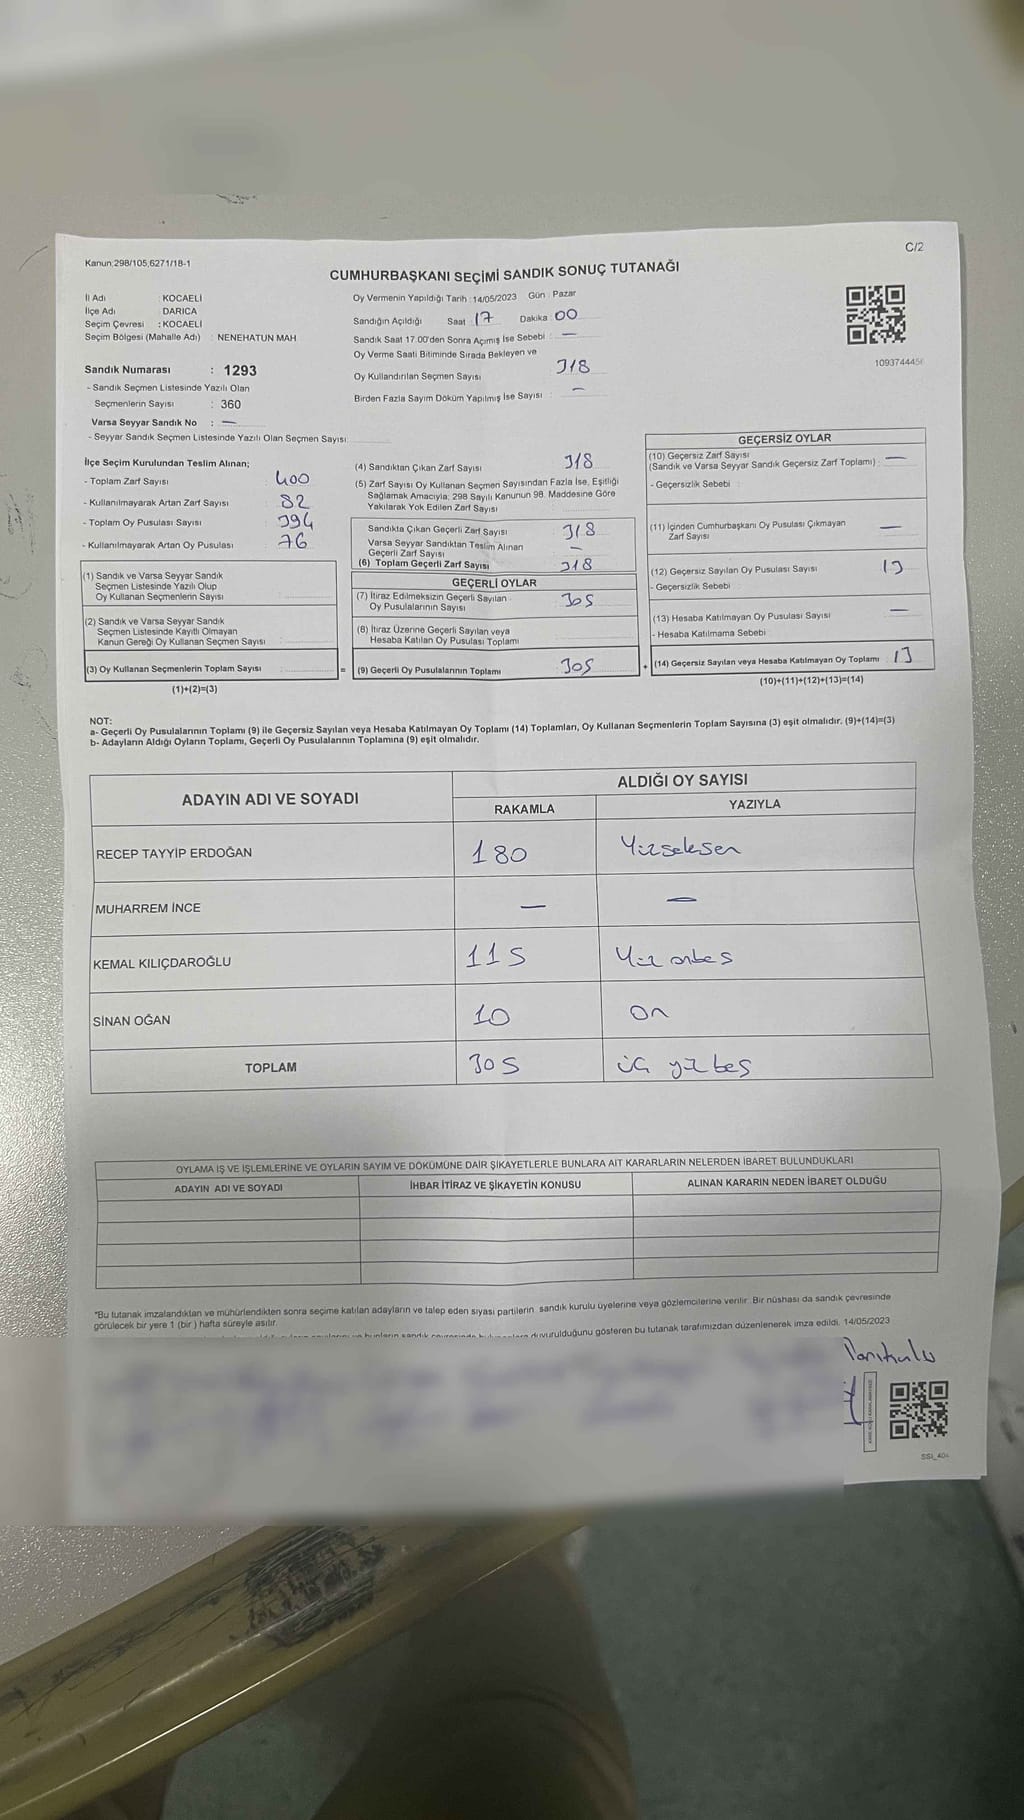 C/2
Kanun;298/105,6271/18-1
CUMHURBAŞKANI SEÇİMİ SANDIK SONUÇ TUTANAĞI
İl Adı : KOCAELİ
İlçe Adı : DARICA
Seçim Çevresi : KOCAELİ
Seçim Bölgesi (Mahalle Adı) : NENEHATUN MAH
Sandık Numarası : 1293
- Sandık Seçmen Listesinde Yazılı Olan
Seçmenlerin Sayısı : 360
Varsa Seyyar Sandık No : —
- Seyyar Sandık Seçmen Listesinde Yazılı Olan Seçmen Sayısı:
Oy Vermenin Yapıldığı Tarih : 14/05/2023 Gün : Pazar
Sandığın Açıldığı Saat 17 Dakika 00
Sandık Saat 17.00'den Sonra Açımış İse Sebebi : —
Oy Verme Saati Bitiminde Sırada Bekleyen ve
Oy Kullandırılan Seçmen Sayısı 318
Birden Fazla Sayım Döküm Yapılmış İse Sayısı : —
109374445
İlçe Seçim Kurulundan Teslim Alınan;
- Toplam Zarf Sayısı 400
- Kullanılmayarak Artan Zarf Sayısı 82
- Toplam Oy Pusulası Sayısı 394
- Kullanılmayarak Artan Oy Pusulası 76
(1) Sandık ve Varsa Seyyar Sandık
Seçmen Listesinde Yazılı Olup
Oy Kullanan Seçmenlerin Sayısı
(2) Sandık ve Varsa Seyyar Sandık
Seçmen Listesinde Kayıtlı Olmayan
Kanun Gereği Oy Kullanan Seçmen Sayısı
(3) Oy Kullanan Seçmenlerin Toplam Sayısı
(1)+(2)=(3)
(4) Sandıktan Çıkan Zarf Sayısı 318
(5) Zarf Sayısı Oy Kullanan Seçmen Sayısından Fazla İse, Eşitliği
Sağlamak Amacıyla; 298 Sayılı Kanunun 98. Maddesine Göre
Yakılarak Yok Edilen Zarf Sayısı
Sandıkta Çıkan Geçerli Zarf Sayısı 318
Varsa Seyyar Sandıktan Teslim Alınan
Geçerli Zarf Sayısı —
(6) Toplam Geçerli Zarf Sayısı 318
GEÇERLİ OYLAR
(7) İtiraz Edilmeksizin Geçerli Sayılan
Oy Pusulalarının Sayısı 305
(8) İtiraz Üzerine Geçerli Sayılan veya
Hesaba Katılan Oy Pusulası Toplamı
= (9) Geçerli Oy Pusulalarının Toplamı 305
GEÇERSİZ OYLAR
(10) Geçersiz Zarf Sayısı
(Sandık ve Varsa Seyyar Sandık Geçersiz Zarf Toplamı) : —
- Geçersizlik Sebebi :
(11) İçinden Cumhurbaşkanı Oy Pusulası Çıkmayan
Zarf Sayısı —
(12) Geçersiz Sayılan Oy Pusulası Sayısı 13
- Geçersizlik Sebebi :
(13) Hesaba Katılmayan Oy Pusulası Sayısı —
- Hesaba Katılmama Sebebi
+ (14) Geçersiz Sayılan veya Hesaba Katılmayan Oy Toplamı : 13
(10)+(11)+(12)+(13)=(14)
NOT:
a- Geçerli Oy Pusulalarının Toplamı (9) ile Geçersiz Sayılan veya Hesaba Katılmayan Oy Toplamı (14) Toplamları, Oy Kullanan Seçmenlerin Toplam Sayısına (3) eşit olmalıdır. (9)+(14)=(3)
b- Adayların Aldığı Oyların Toplamı, Geçerli Oy Pusulalarının Toplamına (9) eşit olmalıdır.
ADAYIN ADI VE SOYADI ALDIĞI OY SAYISI
RAKAMLA YAZIYLA
RECEP TAYYİP ERDOĞAN 180 Yüzseksen
MUHARREM İNCE — —
KEMAL KILIÇDAROĞLU 115 Yüz onbeş
SİNAN OĞAN 10 On
TOPLAM 305 üç yüz beş
OYLAMA İŞ VE İŞLEMLERİNE VE OYLARIN SAYIM VE DÖKÜMÜNE DAİR ŞİKAYETLERLE BUNLARA AİT KARARLARIN NELERDEN İBARET BULUNDUKLARI
ADAYIN ADI VE SOYADI İHBAR İTİRAZ VE ŞİKAYETİN KONUSU ALINAN KARARIN NEDEN İBARET OLDUĞU
*Bu tutanak imzalandıktan ve mühürlendikten sonra seçime katılan adayların ve talep eden siyasi partilerin sandık kurulu üyelerine veya gözlemcilerine verilir. Bir nüshası da sandık çevresinde
görülecek bir yere 1 (bir) hafta süreyle asılır.
duyurulduğunu gösteren bu tutanak tarafımızdan düzenlenerek imza edildi. 14/05/2023